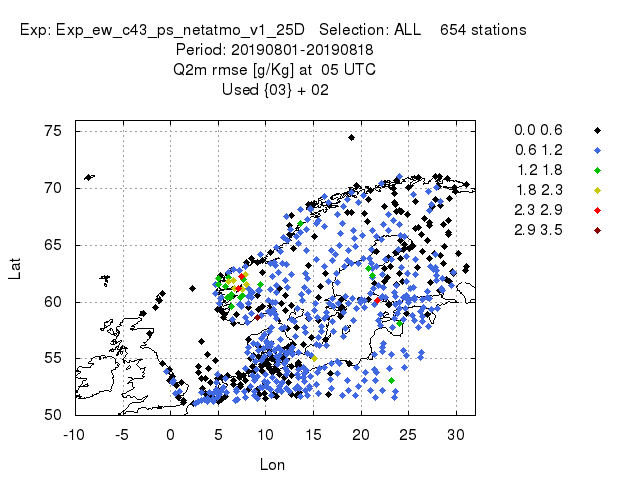 Exp: Exp_ew_c43_ps_netatmo_v1_25D   Selection: ALL    654 stations
Period: 20190801-20190818
Q2m rmse [g/Kg] at  05 UTC
Used {03} + 02
0.0 0.6
0.6 1.2
1.2 1.8
1.8 2.3
2.3 2.9
2.9 3.5
75
70
65
60
55
50
Lat
-10 -5 0 5 10 15 20 25 30
Lon